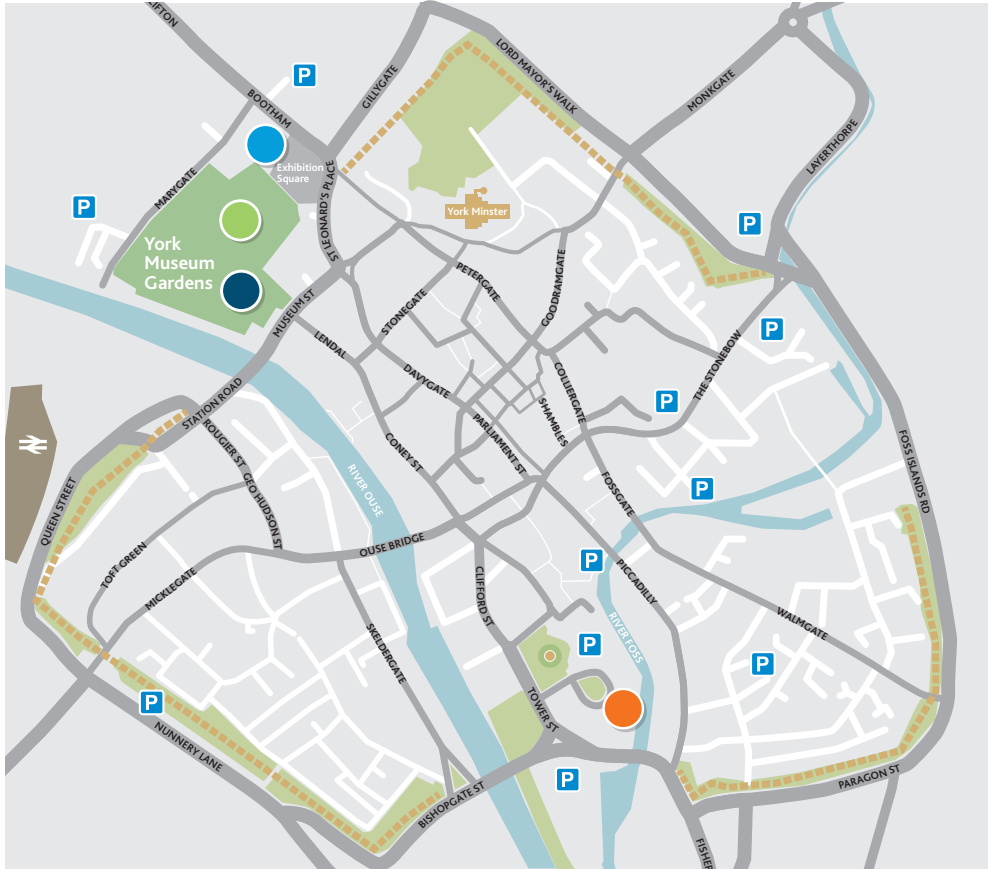 IFTON
P
BOOTHAM
GILLYGATE
LORD MAYOR'S WALK
MONKGATE
LAYERTHORPE
Exhibition
Square
MARYGATE
ST LEONARD'S PLACE
P
York Minster
P
York
Museum
Gardens
PETERGATE
GOODRAMGATE
MUSEUM ST
STONEGATE
LENDAL
P
THE STONEBOW
DAVYGATE
COLLIERGATE
STATION ROAD
SHAMBLES
P
PARLIAMENT ST
ROUGIER ST
CONEY ST
FOSS ISLANDS RD
GEO HUDSON ST
RIVER OUSE
FOSSGATE
P
QUEEN STREET
OUSE BRIDGE
TOFT GREEN
P
PICCADILLY
MICKLEGATE
CLIFFORD ST
WALMGATE
RIVER FOSS
SKELDERGATE
P
P
P
TOWER ST
NUNNERY LANE
P
PARAGON ST
BISHOPGATE ST
FISHER